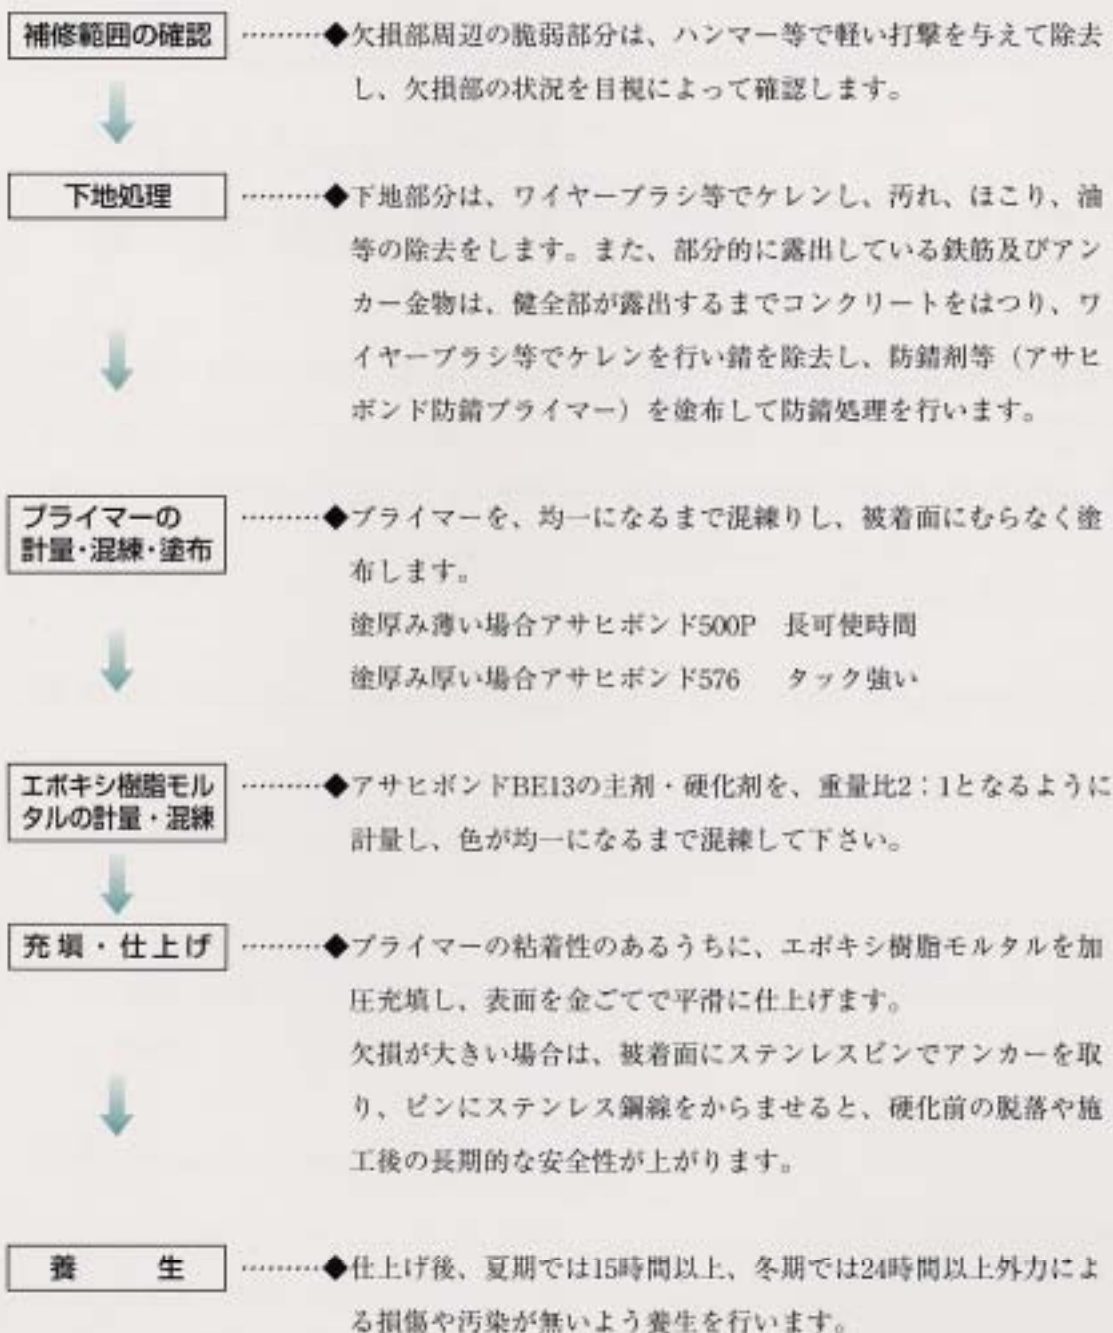 補修範囲の確認
………◆欠損部周辺の脆弱部分は、ハンマー等で軽い打撃を与えて除去
し、欠損部の状況を目視によって確認します。
下地処理
………◆下地部分は、ワイヤーブラシ等でケレンし、汚れ、ほこり、油
等の除去をします。また、部分的に露出している鉄筋及びアン
カー金物は、健全部が露出するまでコンクリートをはつり、ワ
イヤーブラシ等でケレンを行い錆を除去し、防錆剤等（アサヒ
ボンド防錆プライマー）を塗布して防錆処理を行います。
プライマーの
計量・混練・塗布
………◆プライマーを、均一になるまで混練りし、被着面にむらなく塗
布します。
塗厚み薄い場合アサヒボンド500P　長可使時間
塗厚み厚い場合アサヒボンド576　タック強い
エポキシ樹脂モル
タルの計量・混練
………◆アサヒボンドBE13の主剤・硬化剤を、重量比2：1となるように
計量し、色が均一になるまで混練して下さい。
充填・仕上げ
………◆プライマーの粘着性のあるうちに、エポキシ樹脂モルタルを加
圧充填し、表面を金ごてで平滑に仕上げます。
欠損が大きい場合は、被着面にステンレスピンでアンカーを取
り、ピンにステンレス鋼線をからませると、硬化前の脱落や施
工後の長期的な安全性が上がります。
養　生
………◆仕上げ後、夏期では15時間以上、冬期では24時間以上外力によ
る損傷や汚染が無いよう養生を行います。